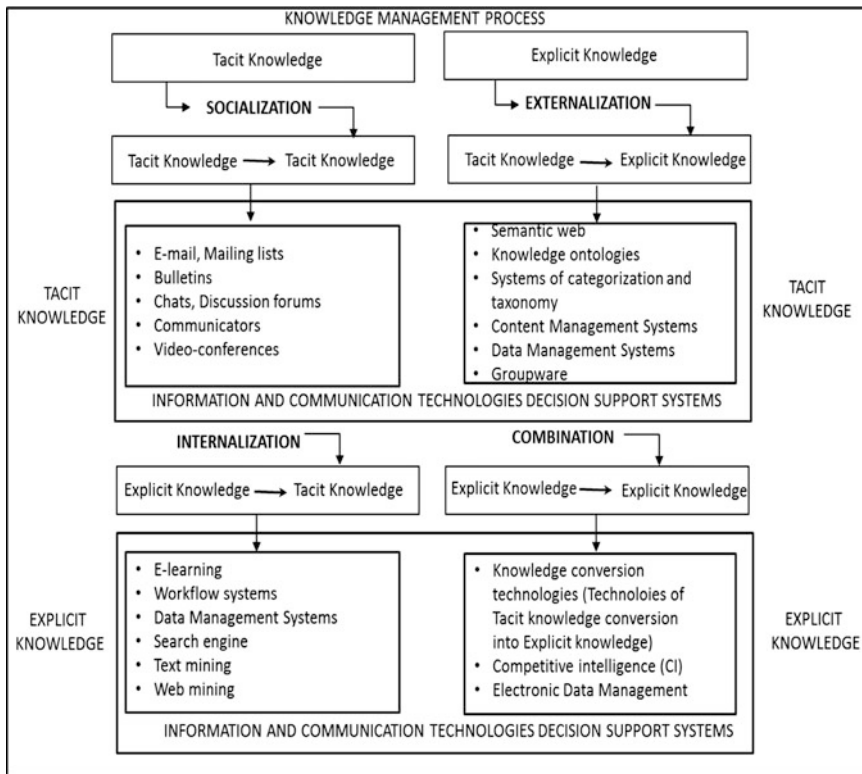 KNOWLEDGE MANAGEMENT PROCESS
Tacit Knowledge
Explicit Knowledge
SOCIALIZATION
EXTERNALIZATION
Tacit Knowledge → Tacit Knowledge
Tacit Knowledge → Explicit Knowledge
TACIT
KNOWLEDGE
• E-mail, Mailing lists
• Bulletins
• Chats, Discussion forums
• Communicators
• Video-conferences
• Semantic web
• Knowledge ontologies
• Systems of categorization and
taxonomy
• Content Management Systems
• Data Management Systems
• Groupware
TACIT
KNOWLEDGE
INFORMATION AND COMMUNICATION TECHNOLOGIES DECISION SUPPORT SYSTEMS
INTERNALIZATION
COMBINATION
Explicit Knowledge → Tacit Knowledge
Explicit Knowledge → Explicit Knowledge
EXPLICIT
KNOWLEDGE
• E-learning
• Workflow systems
• Data Management Systems
• Search engine
• Text mining
• Web mining
• Knowledge conversion
technologies (Technoloies of
Tacit knowledge conversion
into Explicit knowledge)
• Competitive intelligence (CI)
• Electronic Data Management
EXPLICIT
KNOWLEDGE
INFORMATION AND COMMUNICATION TECHNOLOGIES DECISION SUPPORT SYSTEMS